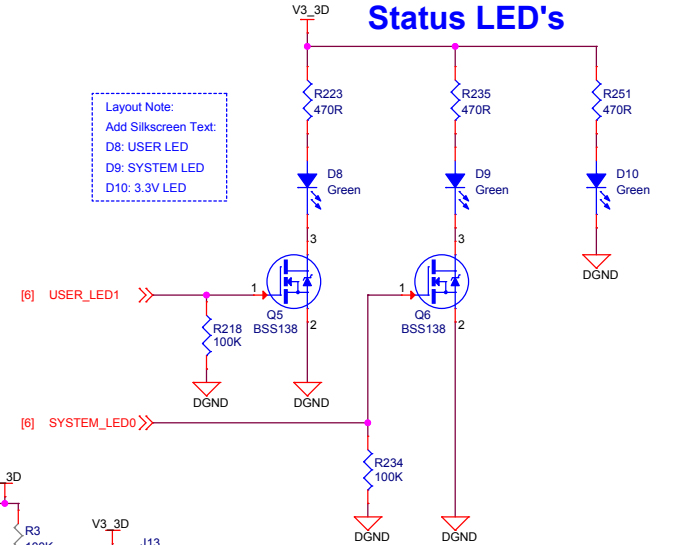 V3_3D
Status LED's
R223
470R
R235
470R
R251
470R
Layout Note:
Add Silkscreen Text:
D8: USER LED
D9: SYSTEM LED
D10: 3.3V LED
D8
Green
D9
Green
D10
Green
3
3
DGND
[6] USER_LED1
1
1
Q5
BSS138
2
Q6
BSS138
2
R218
100K
DGND
DGND
[6] SYSTEM_LED0
R234
100K
3D
R3
V3_3D
J13
DGND
DGND